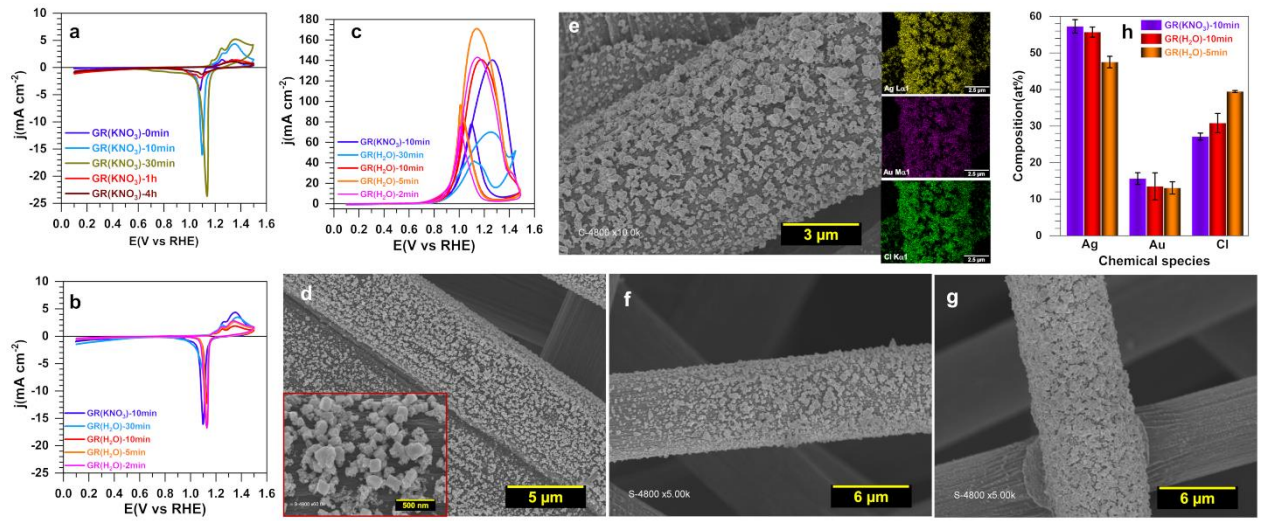 a
j(mA cm-2)
10
5
0
-5
-10
-15
-20
-25
GR(KNO3)-0min
GR(KNO3)-10min
GR(KNO3)-30min
GR(KNO3)-1h
GR(KNO3)-4h
0.0 0.2 0.4 0.6 0.8 1.0 1.2 1.4 1.6
E(V vs RHE)
c
j(mA cm-2)
180
160
140
120
100
80
60
40
20
0
GR(KNO3)-10min
GR(H2O)-30min
GR(H2O)-10min
GR(H2O)-5min
GR(H2O)-2min
0.0 0.2 0.4 0.6 0.8 1.0 1.2 1.4 1.6
E(V vs RHE)
e
-4800 x10.0k
3 µm
Ag Lα1
2.5 µm
Au Mα1
2.5 µm
Cl Kα1
2.5 µm
h
Composition(at%)
60
50
40
30
20
10
0
GR(KNO3)-10min
GR(H2O)-10min
GR(H2O)-5min
Ag Au Cl
Chemical species
b
j(mA cm-2)
10
5
0
-5
-10
-15
-20
-25
GR(KNO3)-10min
GR(H2O)-30min
GR(H2O)-10min
GR(H2O)-5min
GR(H2O)-2min
0.0 0.2 0.4 0.6 0.8 1.0 1.2 1.4 1.6
E(V vs RHE)
d
500 nm
5 µm
f
S-4800 x5.00k
6 µm
g
S-4800 x5.00k
6 µm